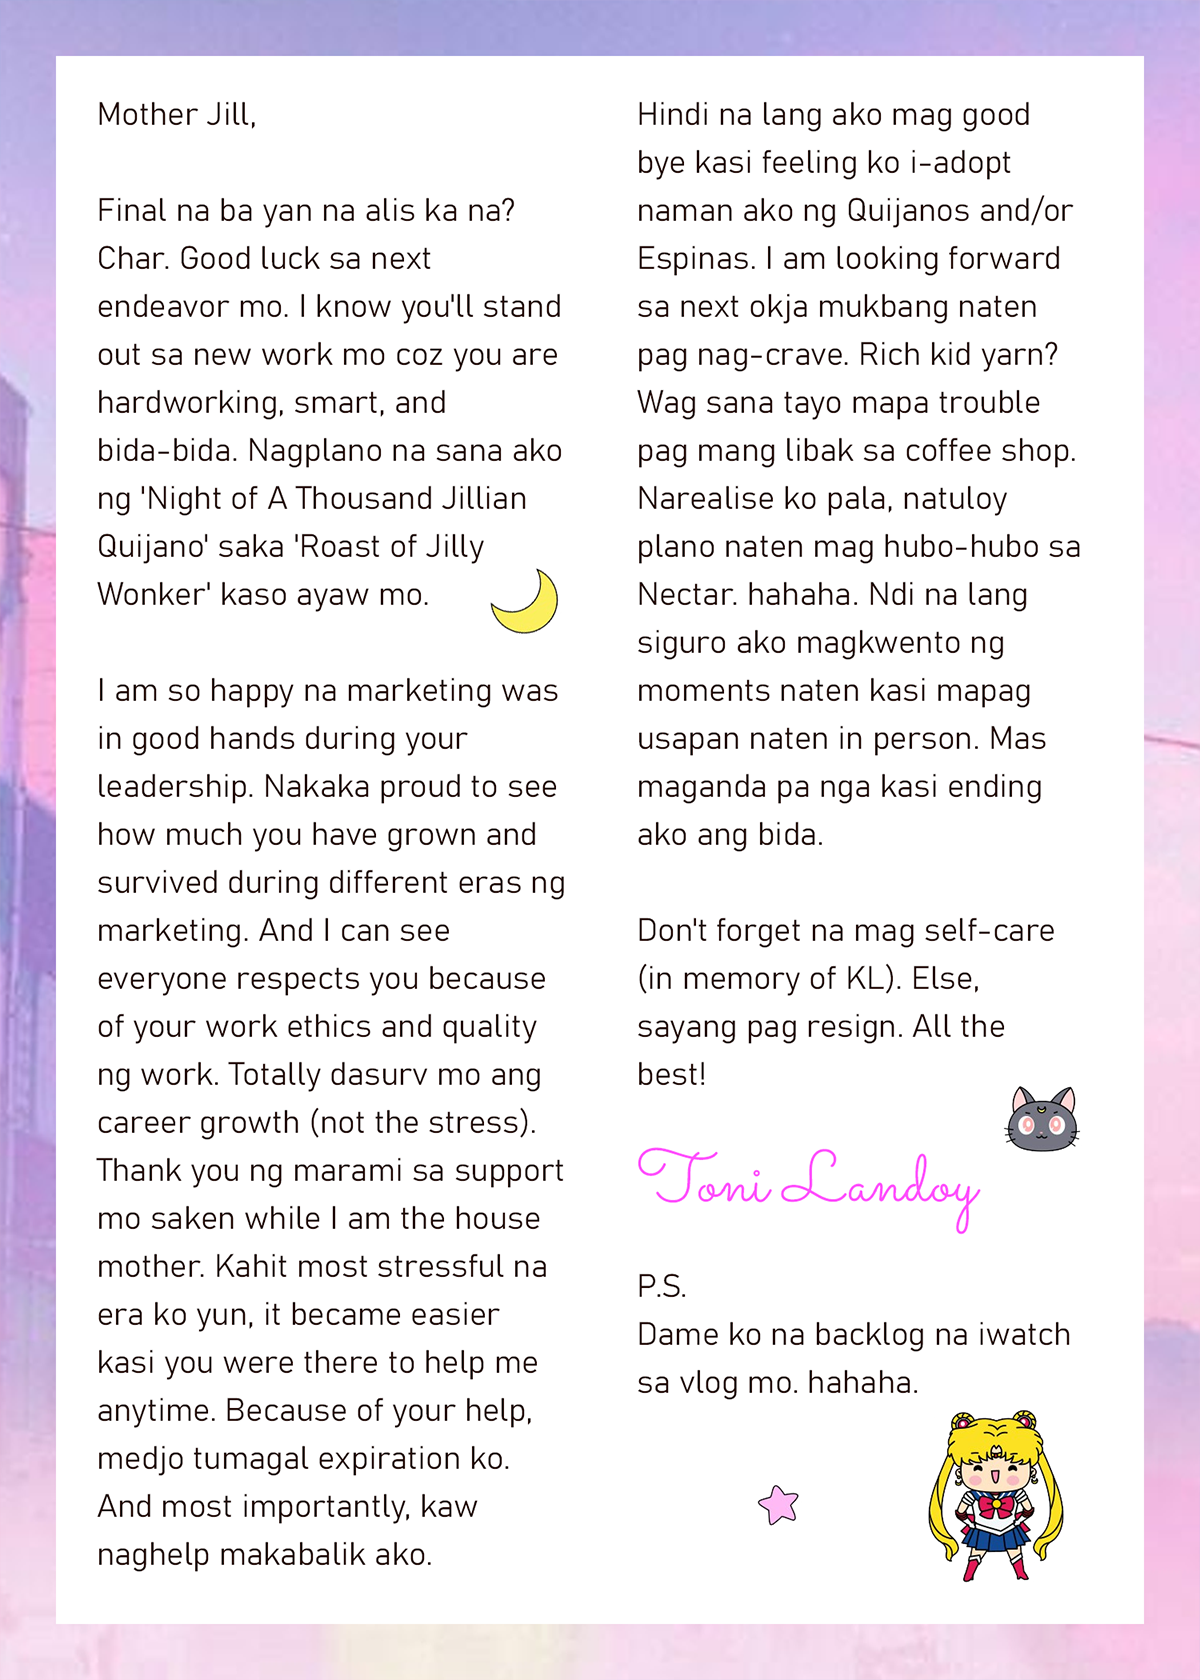 Mother Jill,
Final na ba yan na alis ka na?
Char. Good luck sa next
endeavor mo. I know you'll stand
out sa new work mo coz you are
hardworking, smart, and
bida-bida. Nagplano na sana ako
ng 'Night of A Thousand Jillian
Quijano' saka 'Roast of Jilly
Wonker' kaso ayaw mo.
I am so happy na marketing was
in good hands during your
leadership. Nakaka proud to see
how much you have grown and
survived during different eras ng
marketing. And I can see
everyone respects you because
of your work ethics and quality
ng work. Totally dasurv mo ang
career growth (not the stress).
Thank you ng marami sa support
mo saken while I am the house
mother. Kahit most stressful na
era ko yun, it became easier
kasi you were there to help me
anytime. Because of your help,
medjo tumagal expiration ko.
And most importantly, kaw
naghelp makabalik ako.
Hindi na lang ako mag good
bye kasi feeling ko i-adopt
naman ako ng Quijanos and/or
Espinas. I am looking forward
sa next okja mukbang naten
pag nag-crave. Rich kid yarn?
Wag sana tayo mapa trouble
pag mang libak sa coffee shop.
Narealise ko pala, natuloy
plano naten mag hubo-hubo sa
Nectar. hahaha. Ndi na lang
siguro ako magkwento ng
moments naten kasi mapag
usapan naten in person. Mas
maganda pa nga kasi ending
ako ang bida.
Don't forget na mag self-care
(in memory of KL). Else,
sayang pag resign. All the
best!
Toni Landoy
P.S.
Dame ko na backlog na iwatch
sa vlog mo. hahaha.